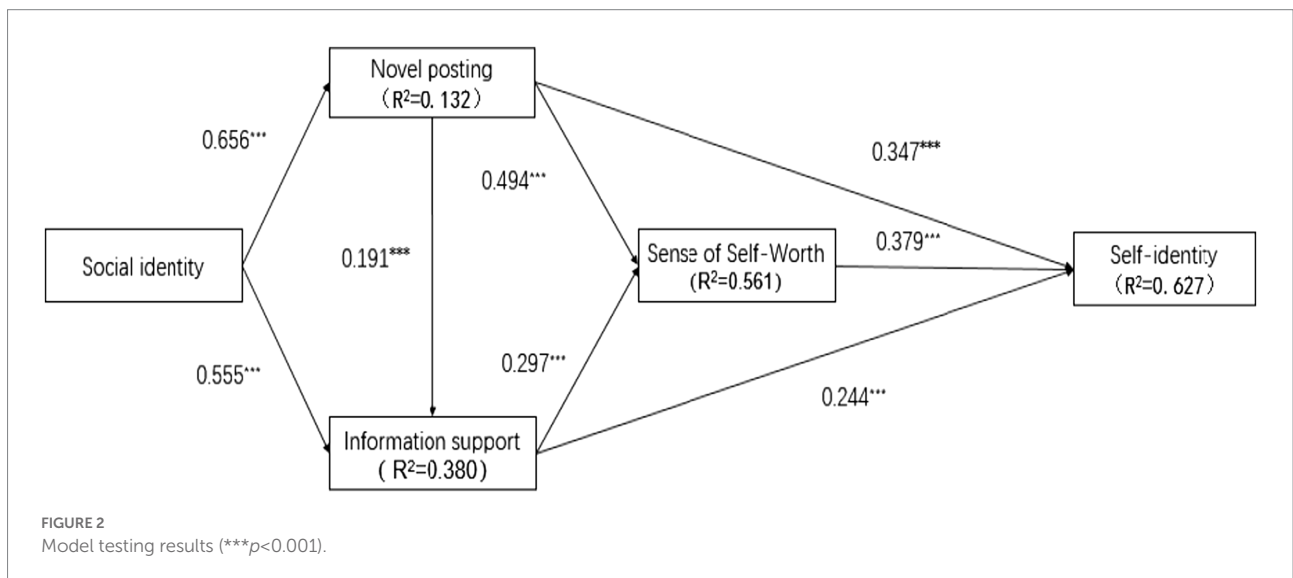 Novel posting
(R²=0.132)
0.656***
0.347***
0.494***
Social identity
0.191***
Sense of Self-Worth
(R²=0.561)
0.379***
Self-identity
(R²=0.627)
0.555***
0.297***
0.244***
Information support
(R²=0.380)
FIGURE 2
Model testing results (***p<0.001).